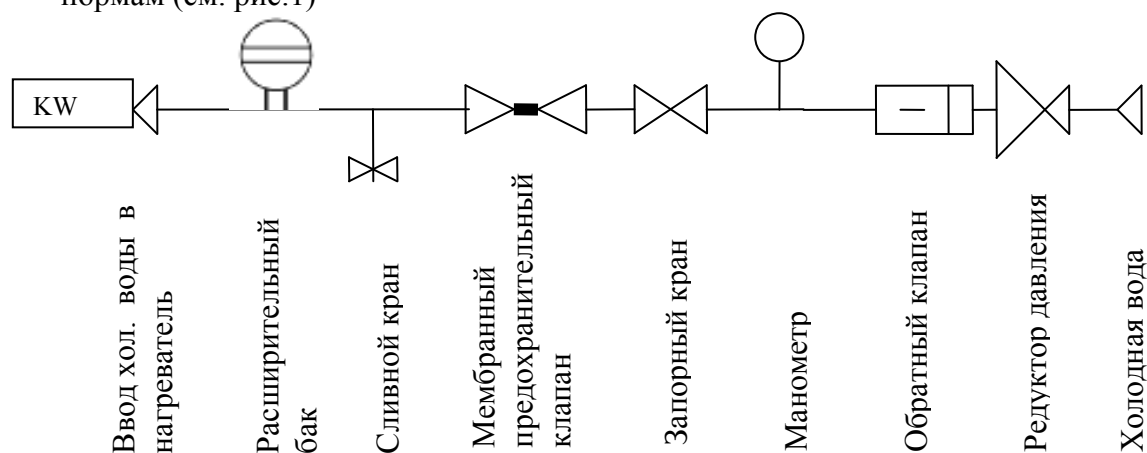 нормам (см. рис.1)
KW
Ввод хол. воды в
нагреватель
Расширительный
бак
Сливной кран
Мембранный
предохранительный
клапан
Запорный кран
Манометр
Обратный клапан
Редуктор давления
Холодная вода